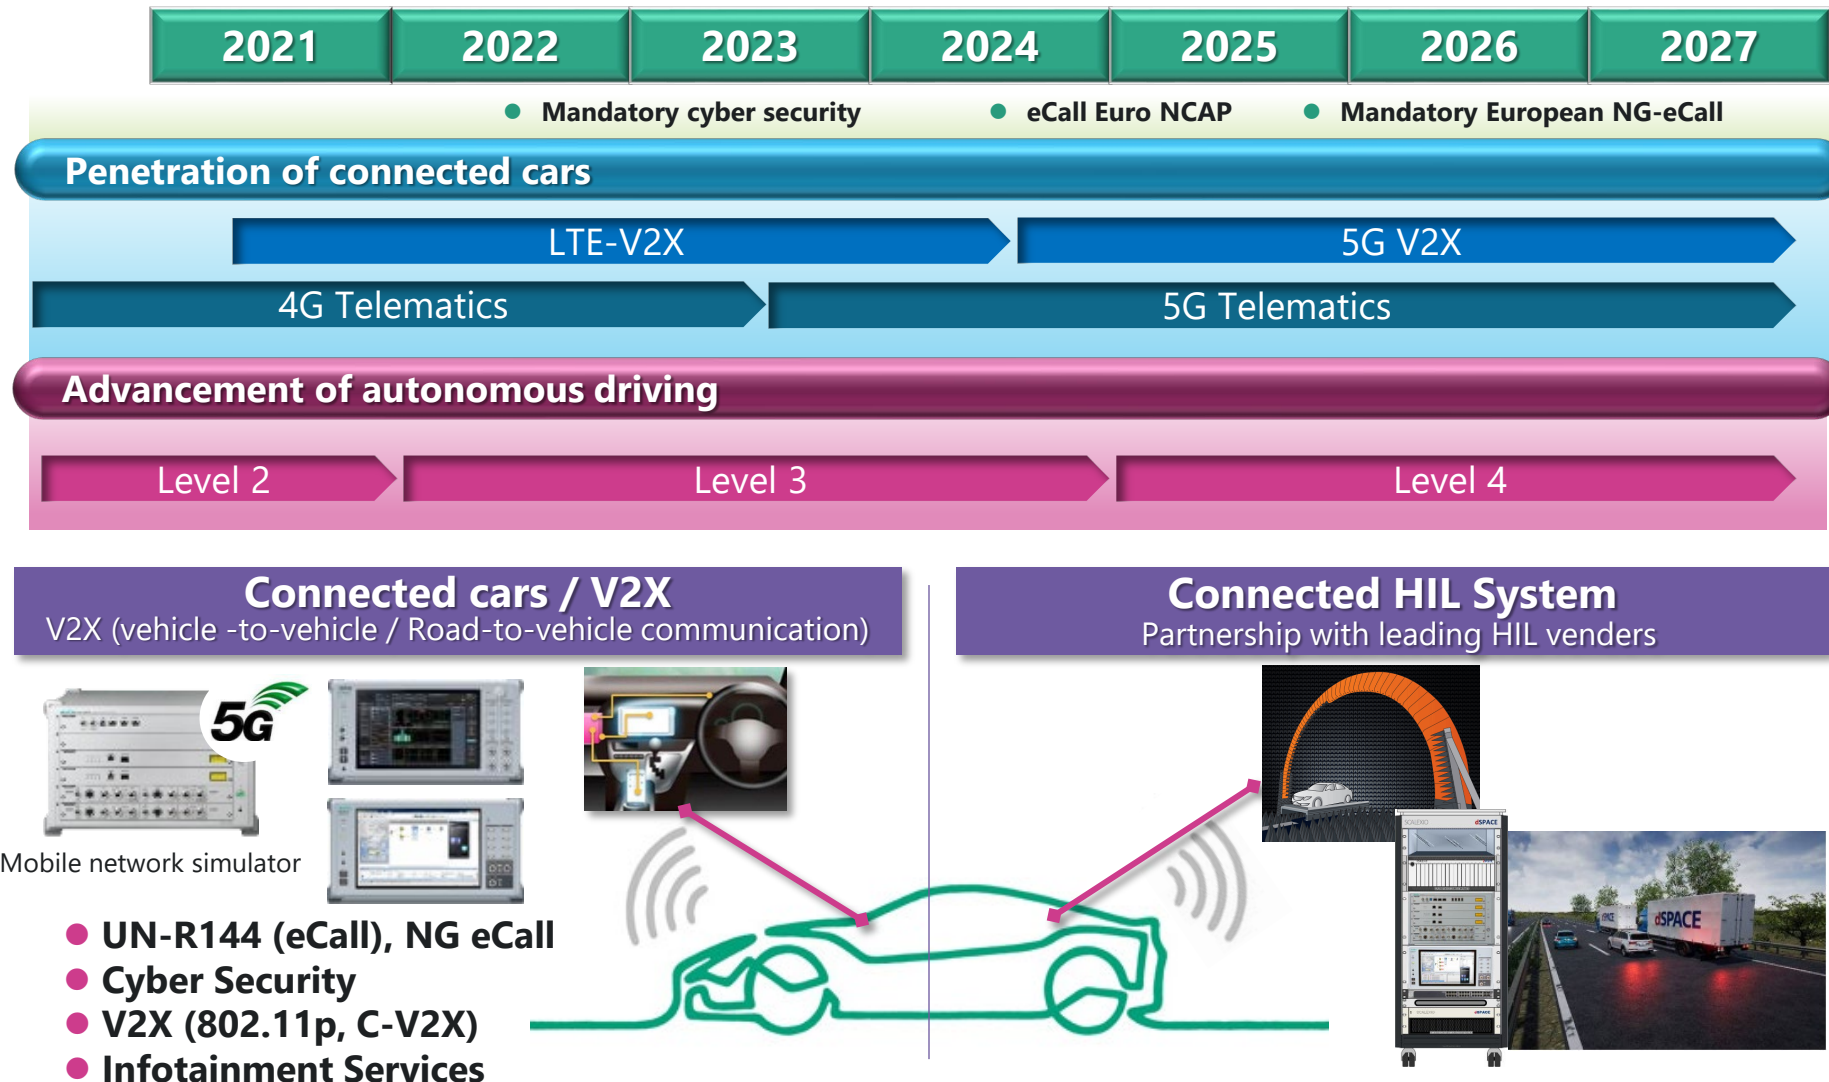 2021 2022 2023 2024 2025 2026 2027
● Mandatory cyber security ● eCall Euro NCAP ● Mandatory European NG-eCall
Penetration of connected cars
LTE-V2X 5G V2X
4G Telematics 5G Telematics
Advancement of autonomous driving
Level 2 Level 3 Level 4
Connected cars / V2X
V2X (vehicle -to-vehicle / Road-to-vehicle communication)
Connected HIL System
Partnership with leading HIL venders
5G
Mobile network simulator
● UN-R144 (eCall), NG eCall
● Cyber Security
● V2X (802.11p, C-V2X)
● Infotainment Services
SCALEXIO dSPACE
dSPACE
dSPACE